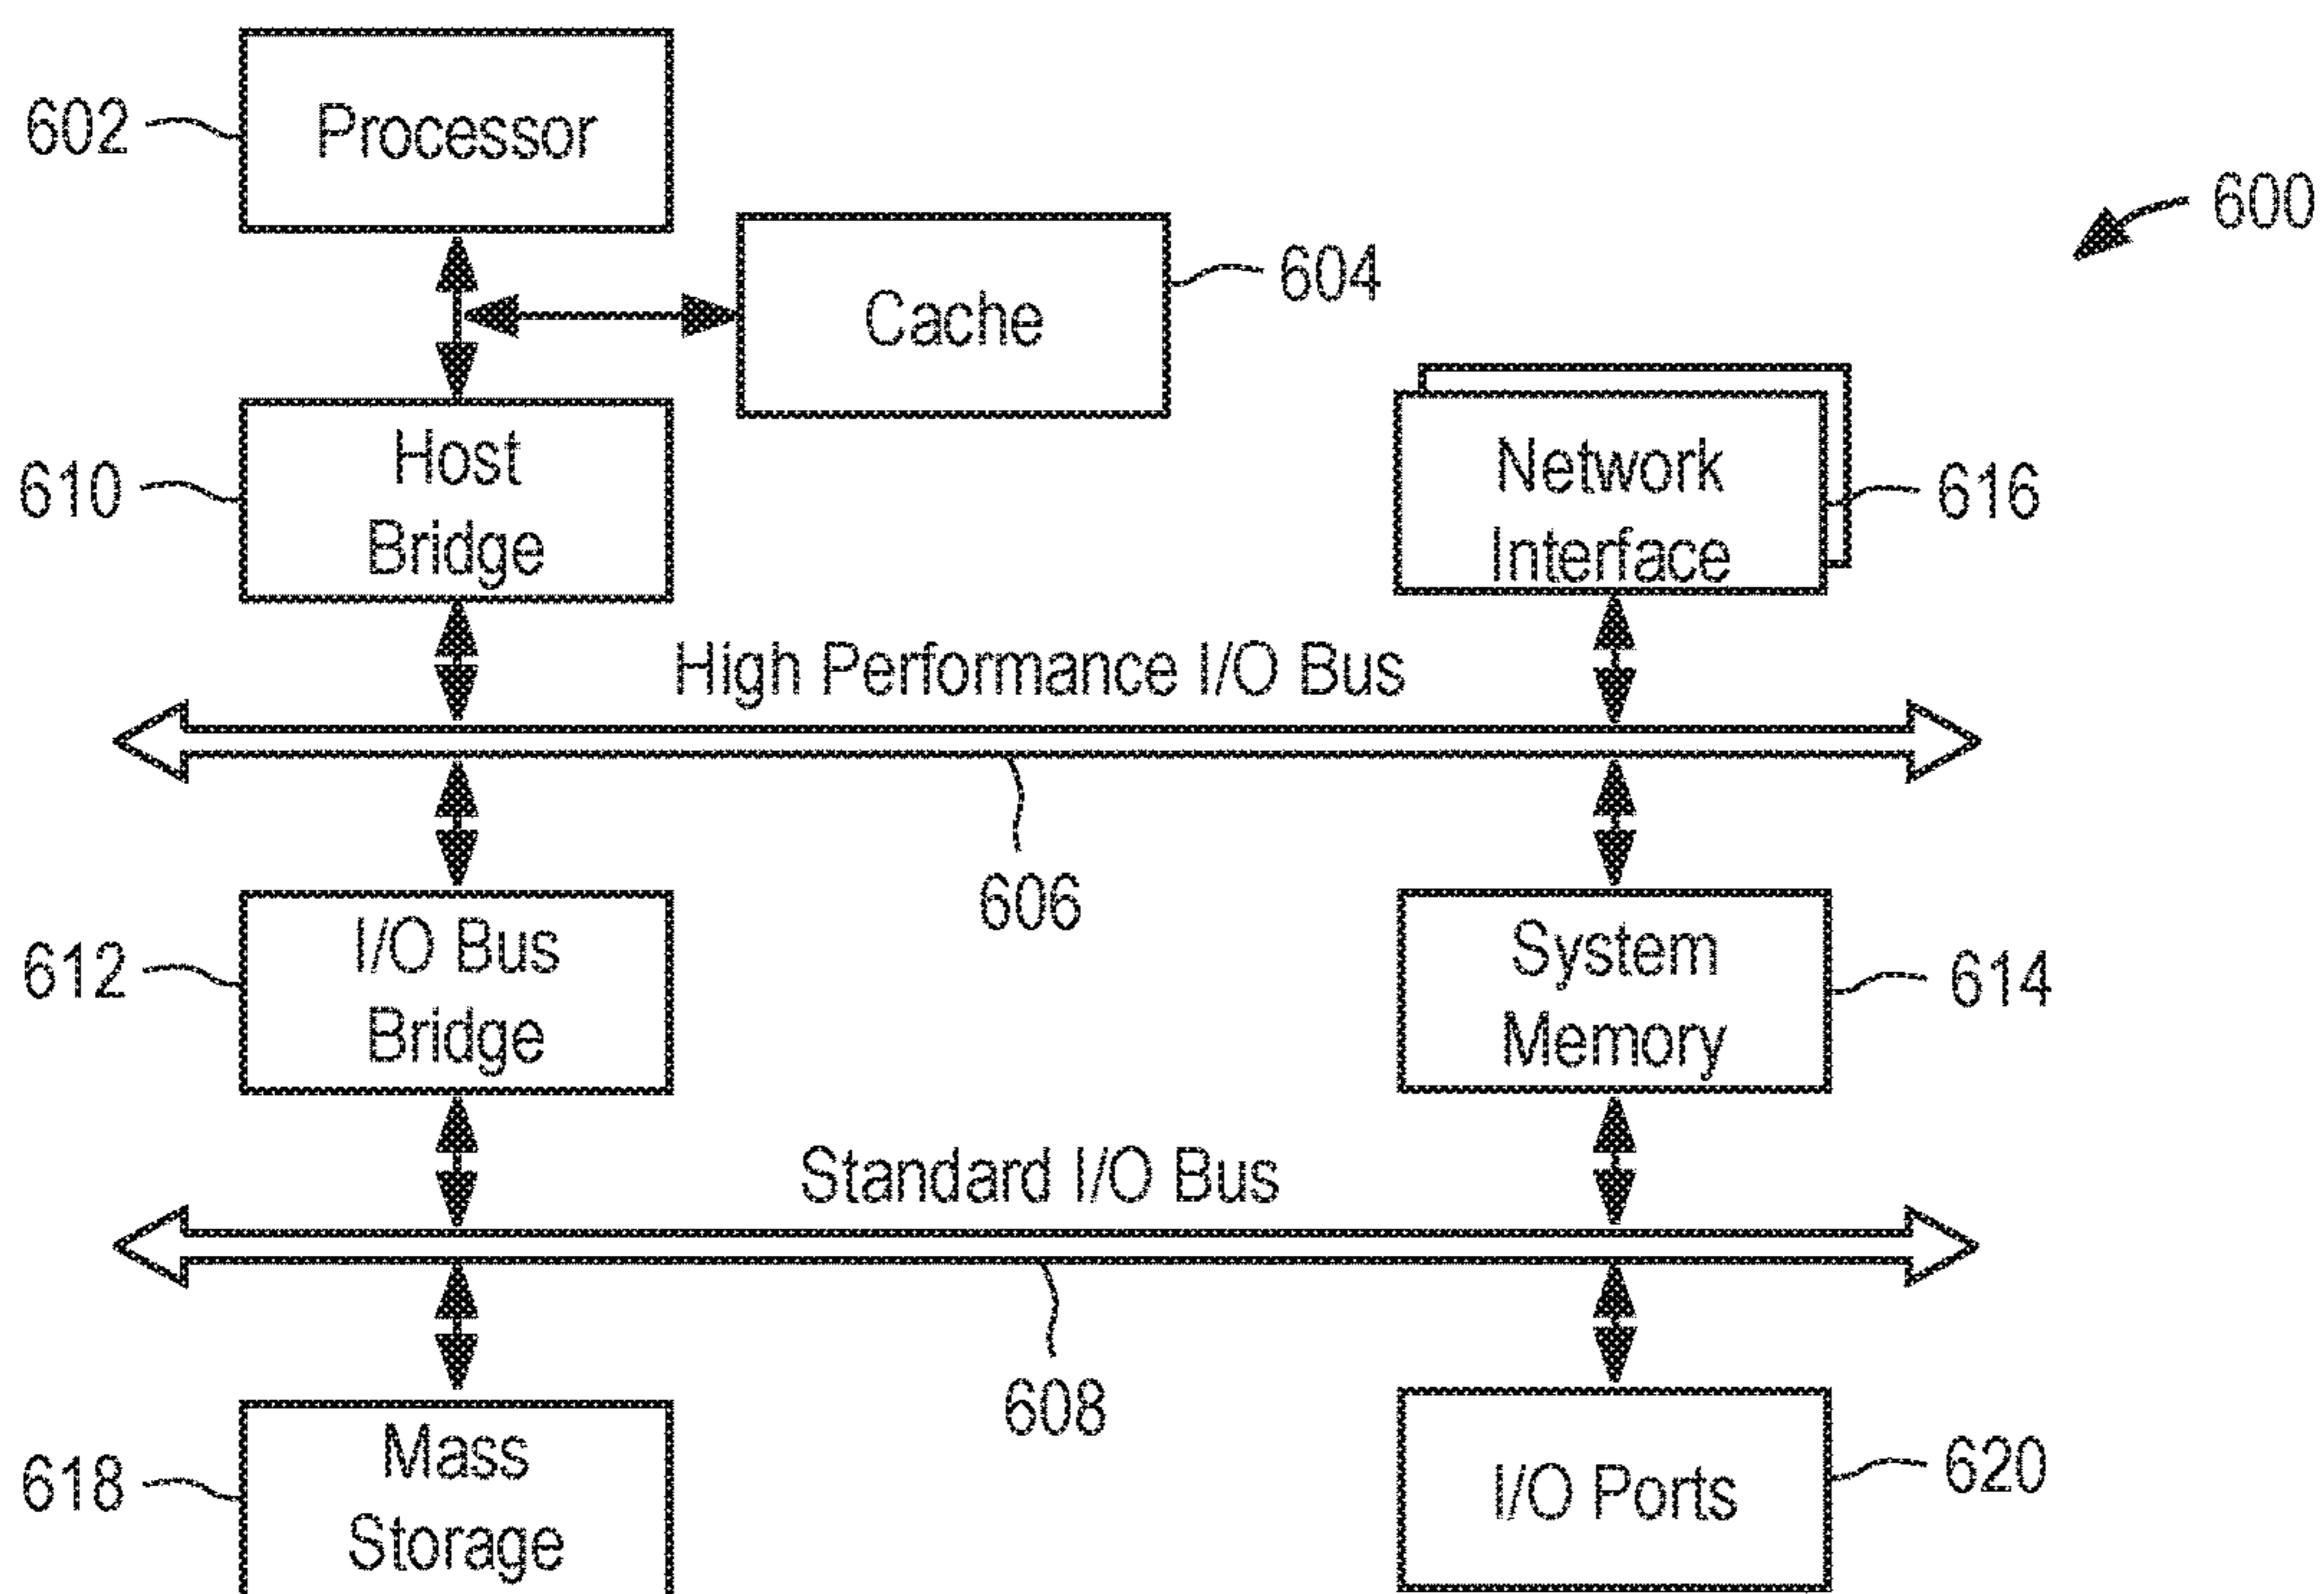 602
Processor
600
Cache
604
610
Host
Bridge
Network
Interface
616
High Performance I/O Bus
606
612
I/O Bus
Bridge
System
Memory
614
Standard I/O Bus
608
618
Mass
Storage
I/O Ports
620